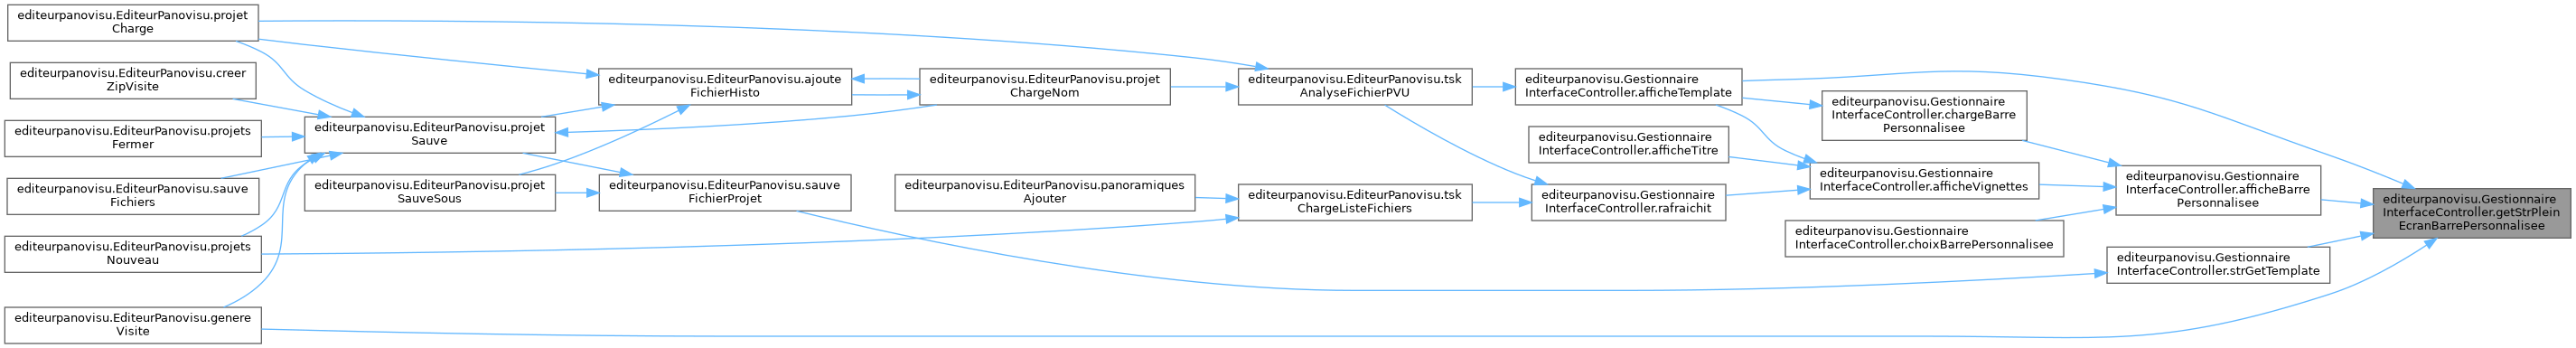 editeurpanovisu.EditeurPanovisu.projet
Charge
editeurpanovisu.EditeurPanovisu.creer
ZipVisite
editeurpanovisu.EditeurPanovisu.projets
Fermer
editeurpanovisu.EditeurPanovisu.sauve
Fichiers
editeurpanovisu.EditeurPanovisu.projets
Nouveau
editeurpanovisu.EditeurPanovisu.genere
Visite
editeurpanovisu.EditeurPanovisu.projet
Sauve
editeurpanovisu.EditeurPanovisu.projet
SauveSous
editeurpanovisu.EditeurPanovisu.ajoute
FichierHisto
editeurpanovisu.EditeurPanovisu.sauve
FichierProjet
editeurpanovisu.EditeurPanovisu.projet
ChargeNom
editeurpanovisu.EditeurPanovisu.panoramiques
Ajouter
editeurpanovisu.EditeurPanovisu.tsk
AnalyseFichierPVU
editeurpanovisu.EditeurPanovisu.tsk
ChargeListeFichiers
editeurpanovisu.Gestionnaire
InterfaceController.afficheTemplate
editeurpanovisu.Gestionnaire
InterfaceController.afficheTitre
editeurpanovisu.Gestionnaire
InterfaceController.rafraichit
editeurpanovisu.Gestionnaire
InterfaceController.chargeBarre
Personnalisee
editeurpanovisu.Gestionnaire
InterfaceController.afficheVignettes
editeurpanovisu.Gestionnaire
InterfaceController.choixBarrePersonnalisee
editeurpanovisu.Gestionnaire
InterfaceController.afficheBarre
Personnalisee
editeurpanovisu.Gestionnaire
InterfaceController.strGetTemplate
editeurpanovisu.Gestionnaire
InterfaceController.getStrPlein
EcranBarrePersonnalisee